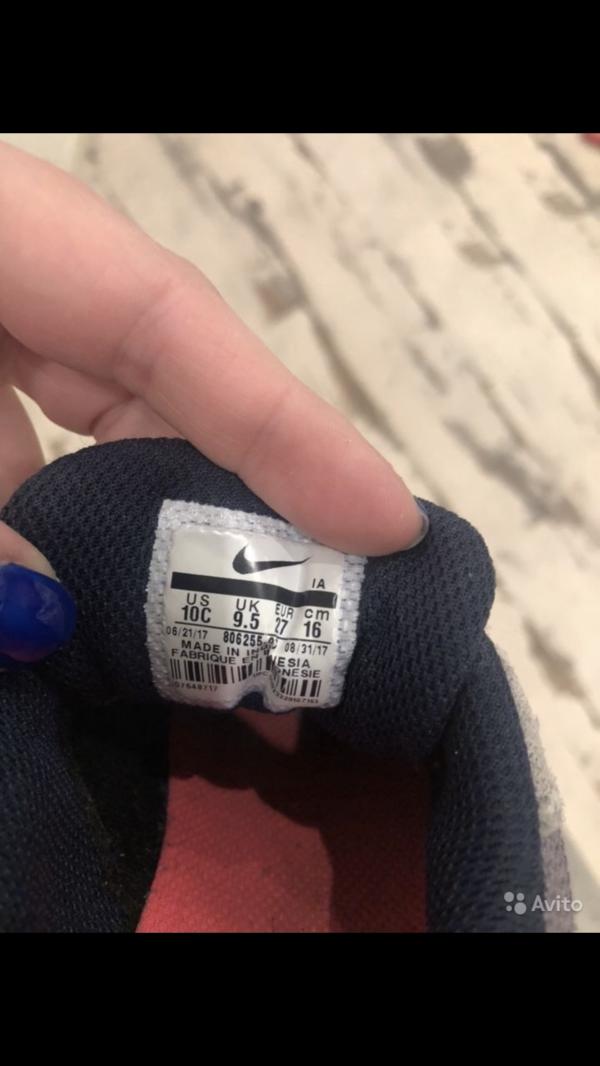 IA
US UK EUR cm
10C 9.5 27 16
06/21/17 806255 08/31/17
MADE IN
FABRIQUE
Avito